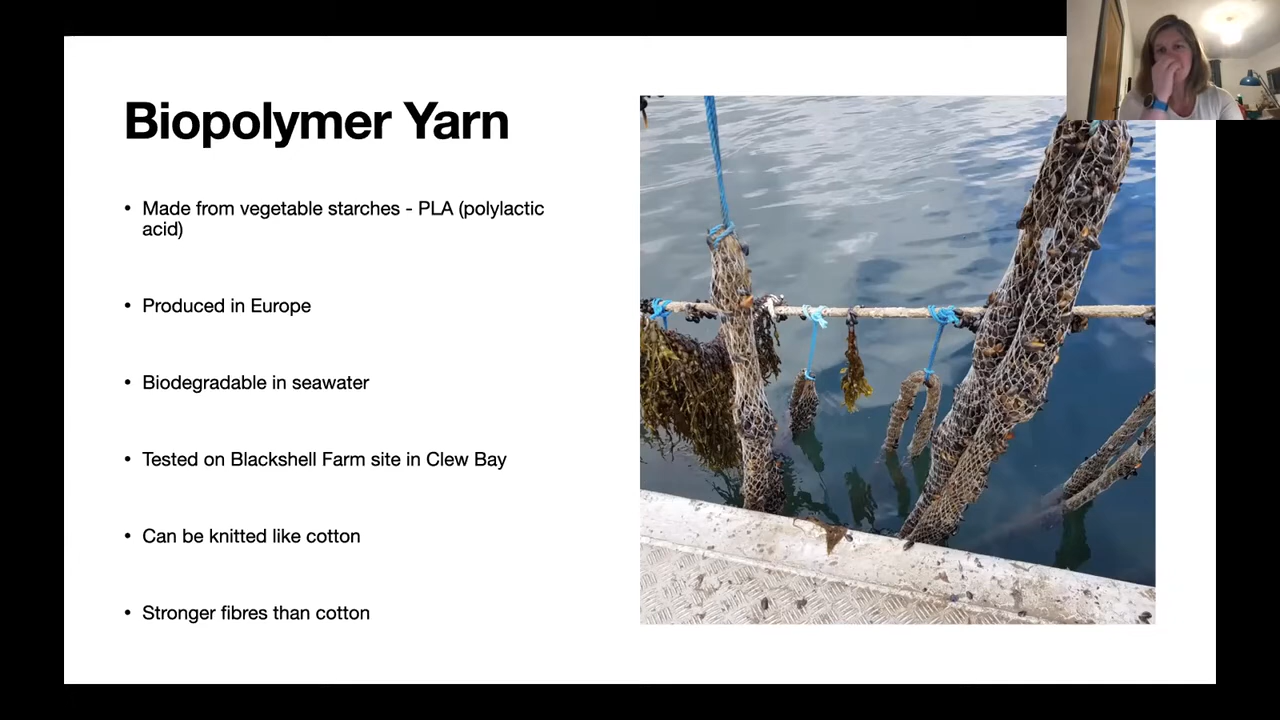 Biopolymer Yarn
• Made from vegetable starches - PLA (polylactic
acid)
• Produced in Europe
• Biodegradable in seawater
• Tested on Blackshell Farm site in Clew Bay
• Can be knitted like cotton
• Stronger fibres than cotton